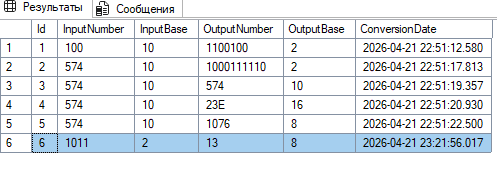 Результаты Сообщения
Id InputNumber InputBase OutputNumber OutputBase ConversionDate
1 1 100 10 1100100 2 2026-04-21 22:51:12.580
2 2 574 10 1000111110 2 2026-04-21 22:51:17.813
3 3 574 10 574 10 2026-04-21 22:51:19.357
4 4 574 10 23E 16 2026-04-21 22:51:20.930
5 5 574 10 1076 8 2026-04-21 22:51:22.500
6 6 1011 2 13 8 2026-04-21 23:21:56.017